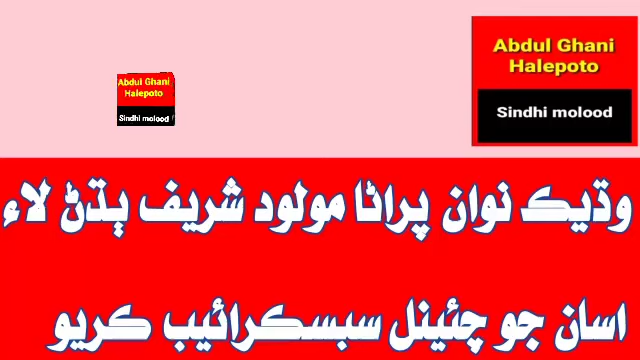 Abdul Ghani
Halepoto
Sindhi molood
Abdul Ghani
Halepoto
Sindhi molood
وڌيڪ نوان پراڻا مولود شريف ٻڌڻ لاءِ
اسان جو چئينل سبسڪرائيب ڪريو